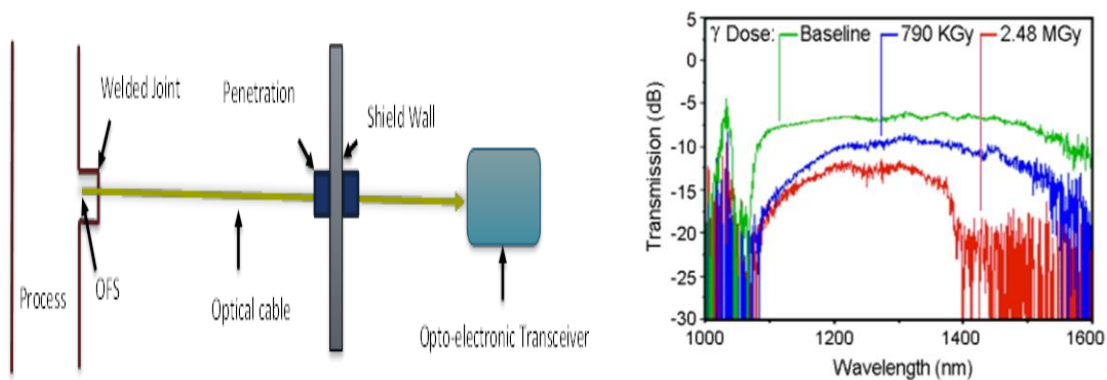 Welded Joint
Penetration
Shield Wall
Process
OFS
Optical cable
Opto-electronic Transceiver
γ Dose: Baseline 790 KGy 2.48 MGy
Transmission (dB)
5
0
-5
-10
-15
-20
-25
-30
1000 1200 1400 1600
Wavelength (nm)